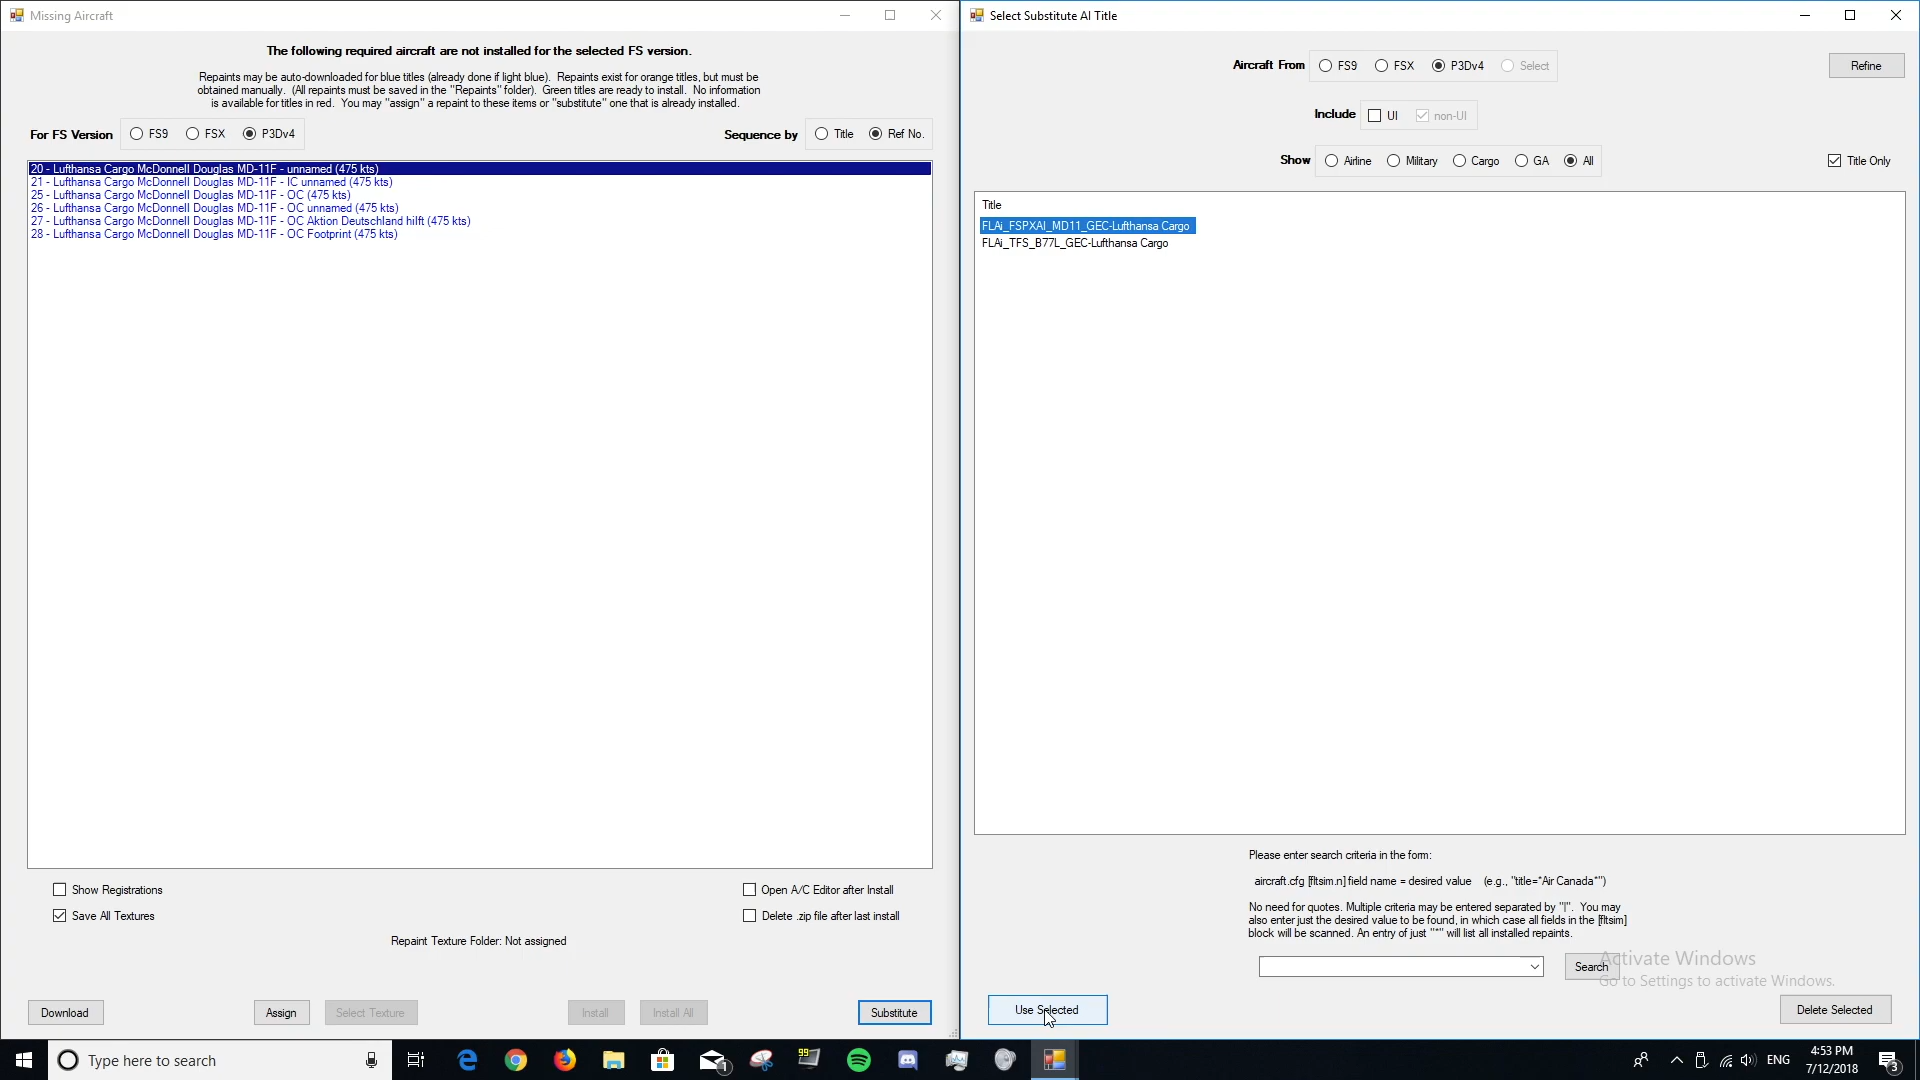 Missing Aircraft
The following required aircraft are not installed for the selected FS version.
Repaints may be auto-downloaded for blue titles (already done if light blue). Repaints exist for orange titles, but must be
obtained manually. (All repaints must be saved in the "Repaints" folder). Green titles are ready to install. No information
is available for titles in red. You may "assign" a repaint to these items or "substitute" one that is already installed.
For FS Version FS9 FSX P3Dv4 Sequence by Title Ref No.
20 - Lufthansa Cargo McDonnell Douglas MD-11F - unnamed (475 kts)
21 - Lufthansa Cargo McDonnell Douglas MD-11F - IC unnamed (475 kts)
25 - Lufthansa Cargo McDonnell Douglas MD-11F - OC (475 kts)
26 - Lufthansa Cargo McDonnell Douglas MD-11F - OC unnamed (475 kts)
27 - Lufthansa Cargo McDonnell Douglas MD-11F - OC Aktion Deutschland hilft (475 kts)
28 - Lufthansa Cargo McDonnell Douglas MD-11F - OC Footprint (475 kts)
Show Registrations Open A/C Editor after Install
Save All Textures Delete .zip file after last install
Repaint Texture Folder: Not assigned
Download Assign Select Texture Install Install All Substitute
Select Substitute AI Title
Aircraft From FS9 FSX P3Dv4 Select Refine
Include UI non-UI
Show Airline Military Cargo GA All Title Only
Title
FLAi_FSPXAI_MD11_GEC-Lufthansa Cargo
FLAi_TFS_B77L_GEC-Lufthansa Cargo
Please enter search criteria in the form:
aircraft.cfg [fltsim.n] field name = desired value (e.g., "title=*Air Canada*")
No need for quotes. Multiple criteria may be entered separated by "|". You may
also enter just the desired value to be found, in which case all fields in the [fltsim]
block will be scanned. An entry of just "*" will list all installed repaints.
Search
Activate Windows
Go to Settings to activate Windows.
Use Selected Delete Selected
Type here to search 1 99 ENG 4:53 PM
7/12/2018 3